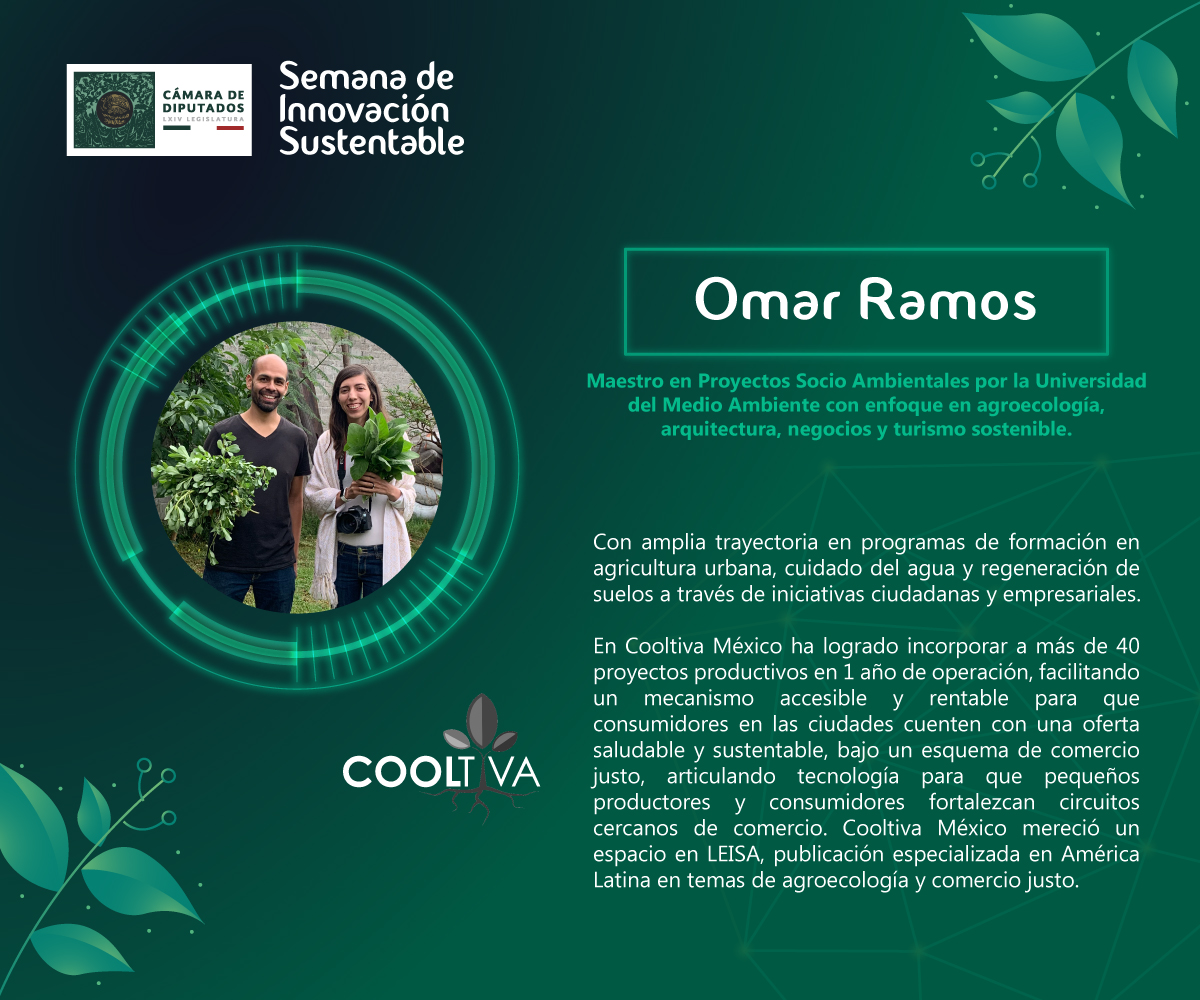 CÁMARA DE
DIPUTADOS
LXIV LEGISLATURA
Semana de
Innovación
Sustentable
Omar Ramos
Maestro en Proyectos Socio Ambientales por la Universidad
del Medio Ambiente con enfoque en agroecología,
arquitectura, negocios y turismo sostenible.
Con amplia trayectoria en programas de formación en
agricultura urbana, cuidado del agua y regeneración de
suelos a través de iniciativas ciudadanas y empresariales.
En Cooltiva México ha logrado incorporar a más de 40
proyectos productivos en 1 año de operación, facilitando
un mecanismo accesible y rentable para que
consumidores en las ciudades cuenten con una oferta
saludable y sustentable, bajo un esquema de comercio
justo, articulando tecnología para que pequeños
productores y consumidores fortalezcan circuitos
cercanos de comercio. Cooltiva México mereció un
espacio en LEISA, publicación especializada en América
Latina en temas de agroecología y comercio justo.
COOLTIVA